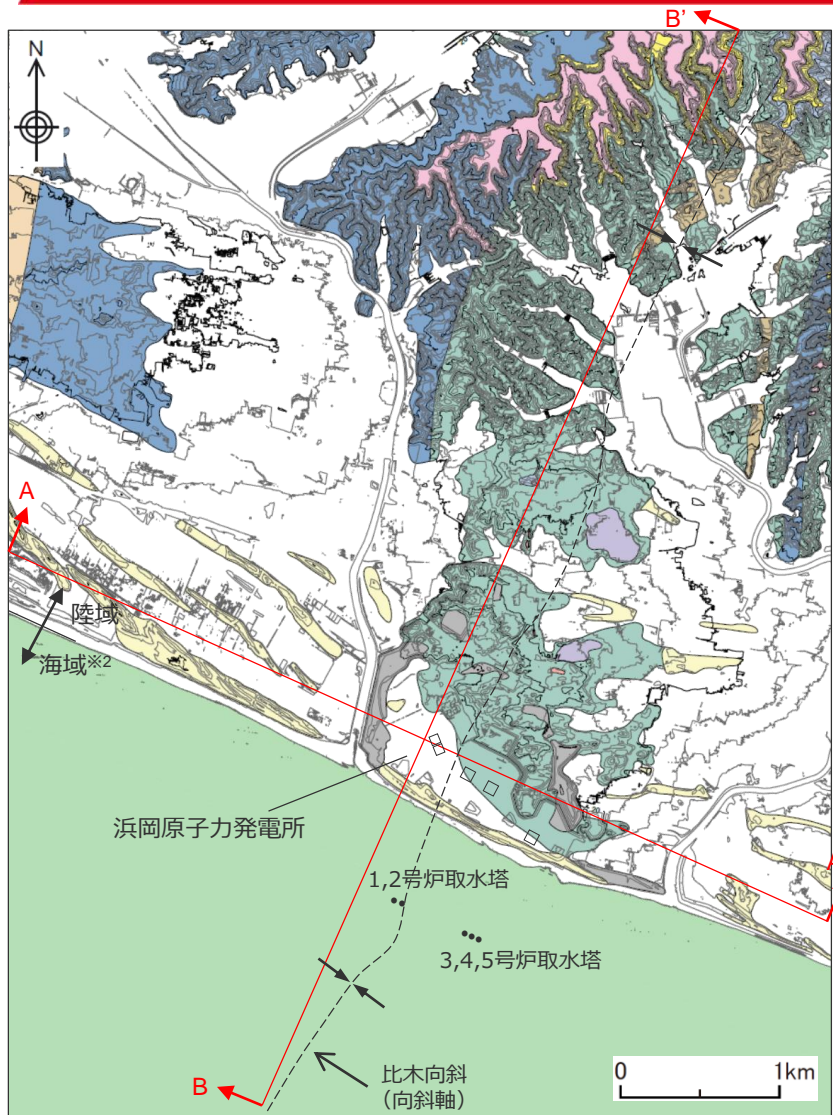 B’
N
A
陸域
海域※2
浜岡原子力発電所
1,2号炉取水塔
3,4,5号炉取水塔
B
比木向斜
（向斜軸）
0 1km